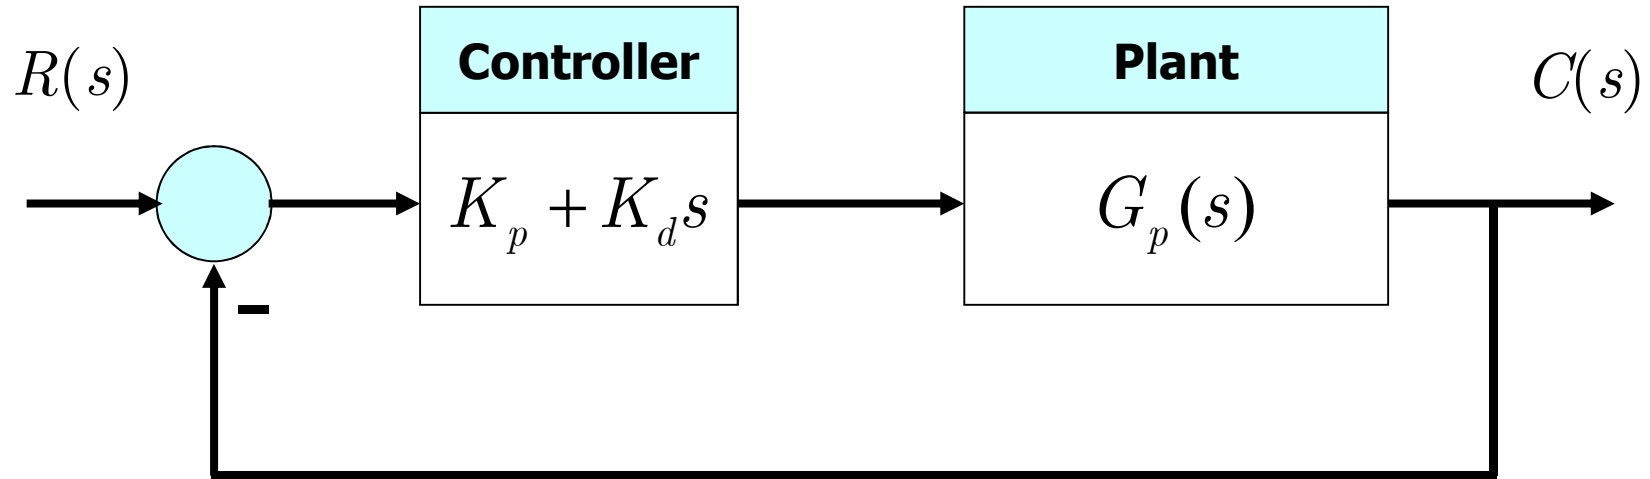 R(s)
Controller
Plant
C(s)
K_p + K_d s
G_p(s)
-